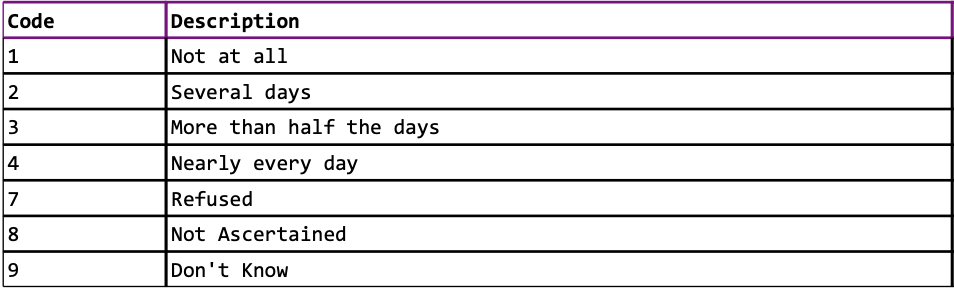 Code Description
1 Not at all
2 Several days
3 More than half the days
4 Nearly every day
7 Refused
8 Not Ascertained
9 Don't Know